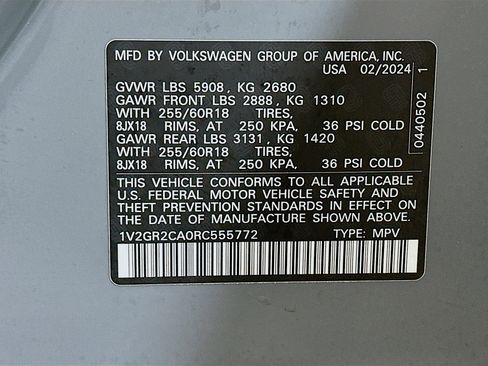 MFD BY VOLKSWAGEN GROUP OF AMERICA, INC.
USA 02/2024
GVWR LBS 5908, KG 2680
GAWR FRONT LBS 2888, KG 1310
WITH 255/60R18 TIRES,
8JX18 RIMS, AT 250 KPA, 36 PSI COLD
GAWR REAR LBS 3131, KG 1420
WITH 255/60R18 TIRES,
8JX18 RIMS, AT 250 KPA, 36 PSI COLD
THIS VEHICLE CONFORMS TO ALL APPLICABLE
U.S. FEDERAL MOTOR VEHICLE SAFETY AND
THEFT PREVENTION STANDARDS IN EFFECT ON
THE DATE OF MANUFACTURE SHOWN ABOVE.
1V2GR2CA0RC555772 TYPE: MPV
0440502 1